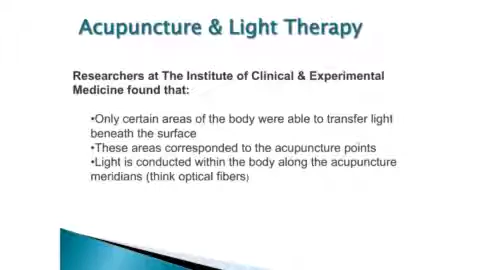 Acupuncture & Light Therapy
Researchers at The Institute of Clinical & Experimental
Medicine found that:
•Only certain areas of the body were able to transfer light
beneath the surface
•These areas corresponded to the acupuncture points
•Light is conducted within the body along the acupuncture
meridians (think optical fibers)